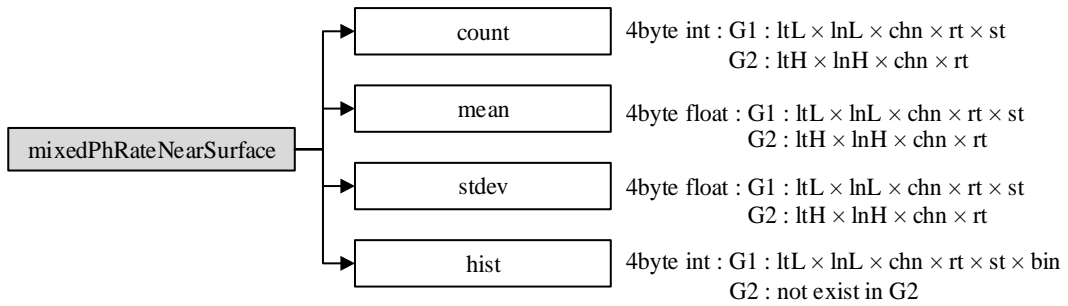 count
4byte int : G1 : ltL × lnL × chn × rt × st
G2 : ltH × lnH × chn × rt
mean
4byte float : G1 : ltL × lnL × chn × rt × st
G2 : ltH × lnH × chn × rt
mixedPhRateNearSurface
stdev
4byte float : G1 : ltL × lnL × chn × rt × st
G2 : ltH × lnH × chn × rt
hist
4byte int : G1 : ltL × lnL × chn × rt × st × bin
G2 : not exist in G2